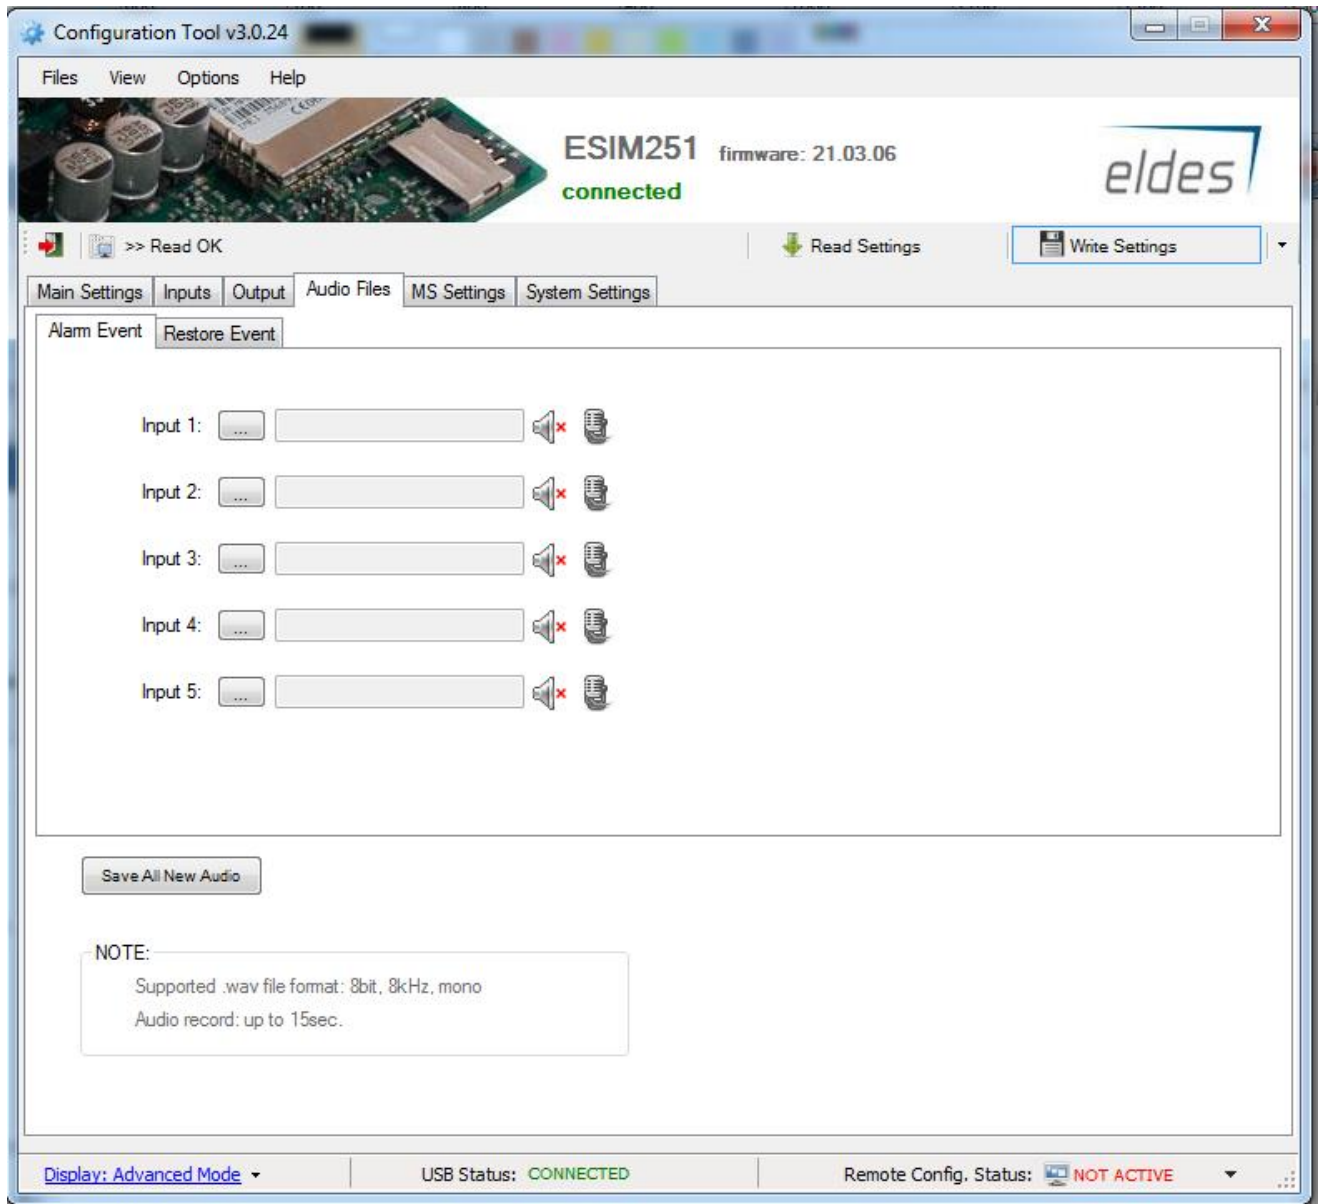 Configuration Tool v3.0.24
Files View Options Help
ESIM251 firmware: 21.03.06
connected
eldes
>> Read OK Read Settings Write Settings
Main Settings Inputs Output Audio Files MS Settings System Settings
Alarm Event Restore Event
Input 1: ...
Input 2: ...
Input 3: ...
Input 4: ...
Input 5: ...
Save All New Audio
NOTE:
Supported .wav file format: 8bit, 8kHz, mono
Audio record: up to 15sec.
Display: Advanced Mode USB Status: CONNECTED Remote Config. Status: NOT ACTIVE